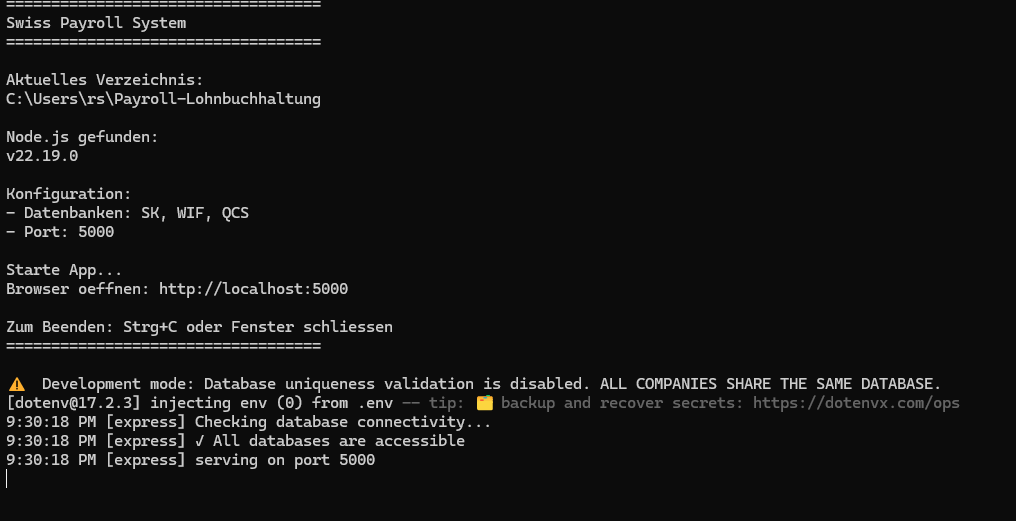 ===================================
Swiss Payroll System
===================================
Aktuelles Verzeichnis:
C:\Users\rs\Payroll-Lohnbuchhaltung
Node.js gefunden:
v22.19.0
Konfiguration:
- Datenbanken: SK, WIF, QCS
- Port: 5000
Starte App...
Browser oeffnen: http://localhost:5000
Zum Beenden: Strg+C oder Fenster schliessen
===================================
⚠️ Development mode: Database uniqueness validation is disabled. ALL COMPANIES SHARE THE SAME DATABASE.
[dotenv@17.2.3] injecting env (0) from .env -- tip: 🗂️ backup and recover secrets: https://dotenvx.com/ops
9:30:18 PM [express] Checking database connectivity...
9:30:18 PM [express] ✓ All databases are accessible
9:30:18 PM [express] serving on port 5000